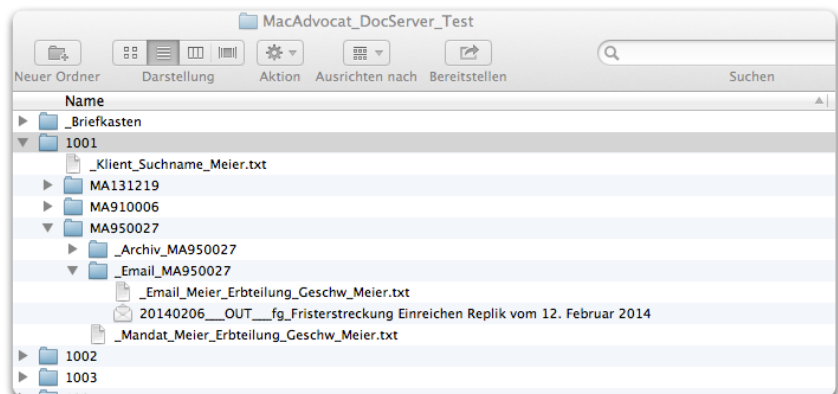 MacAdvocat_DocServer_Test
Neuer Ordner Darstellung Aktion Ausrichten nach Bereitstellen Suchen
Name
_Briefkasten
1001
_Klient_Suchname_Meier.txt
MA131219
MA910006
MA950027
_Archiv_MA950027
_Email_MA950027
_Email_Meier_Erbteilung_Geschw_Meier.txt
20140206___OUT___fg_Fristerstreckung Einreichen Replik vom 12. Februar 2014
_Mandat_Meier_Erbteilung_Geschw_Meier.txt
1002
1003